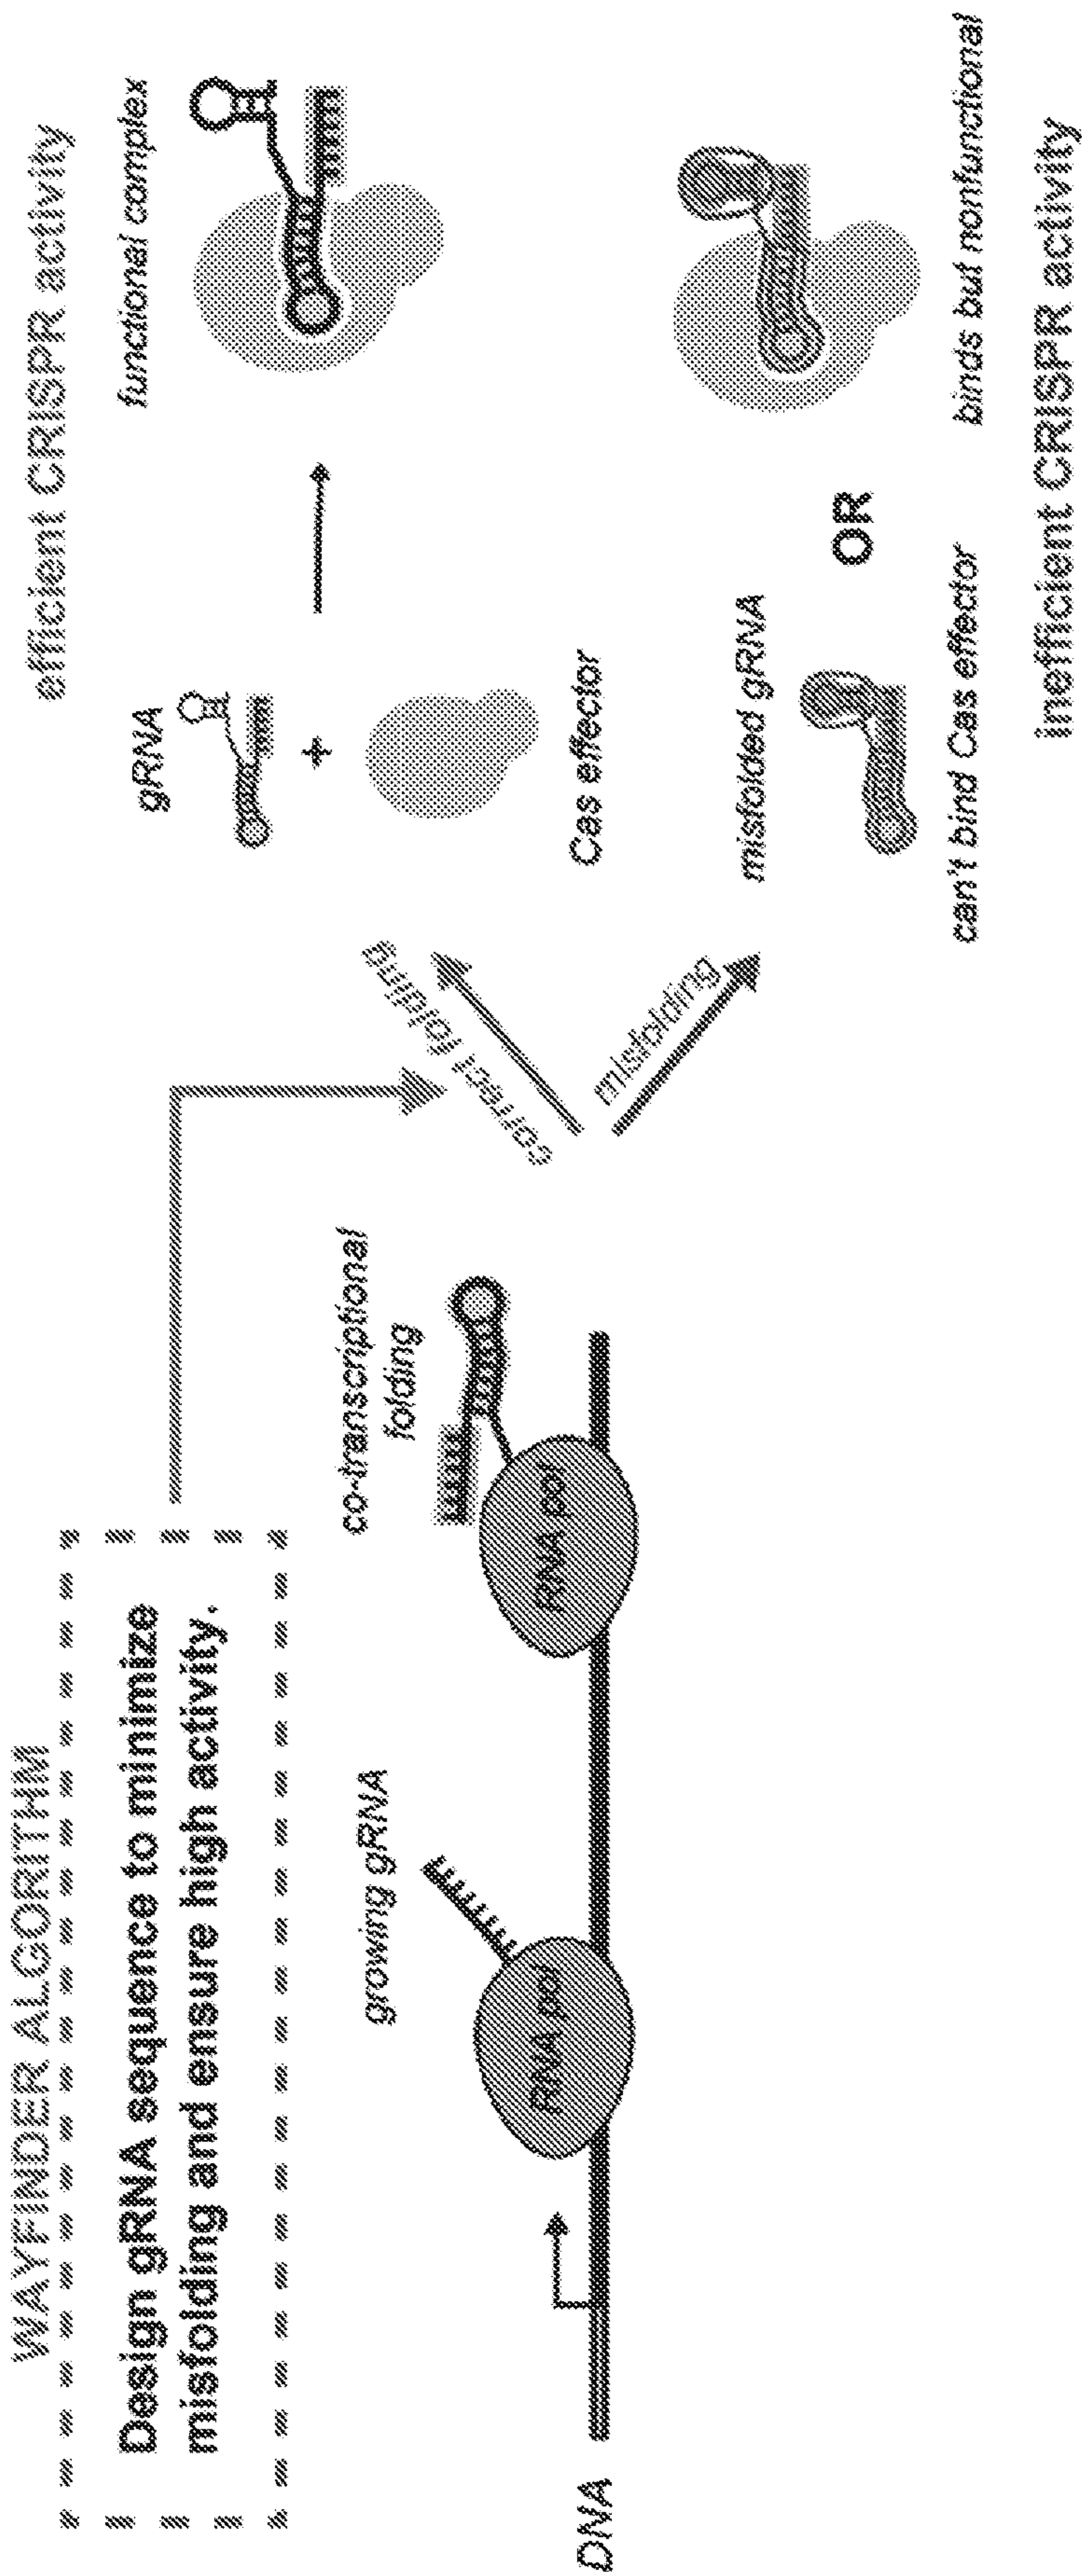 WAYFINDER ALGORITHM
Design gRNA sequence to minimize
misfolding and ensure high activity.
DNA
RNA pol
growing gRNA
RNA pol
co-transcriptional
folding
correct folding
misfolding
efficient CRISPR activity
gRNA
+
Cas effector
functional complex
misfolded gRNA
can't bind Cas effector
OR
binds but nonfunctional
inefficient CRISPR activity